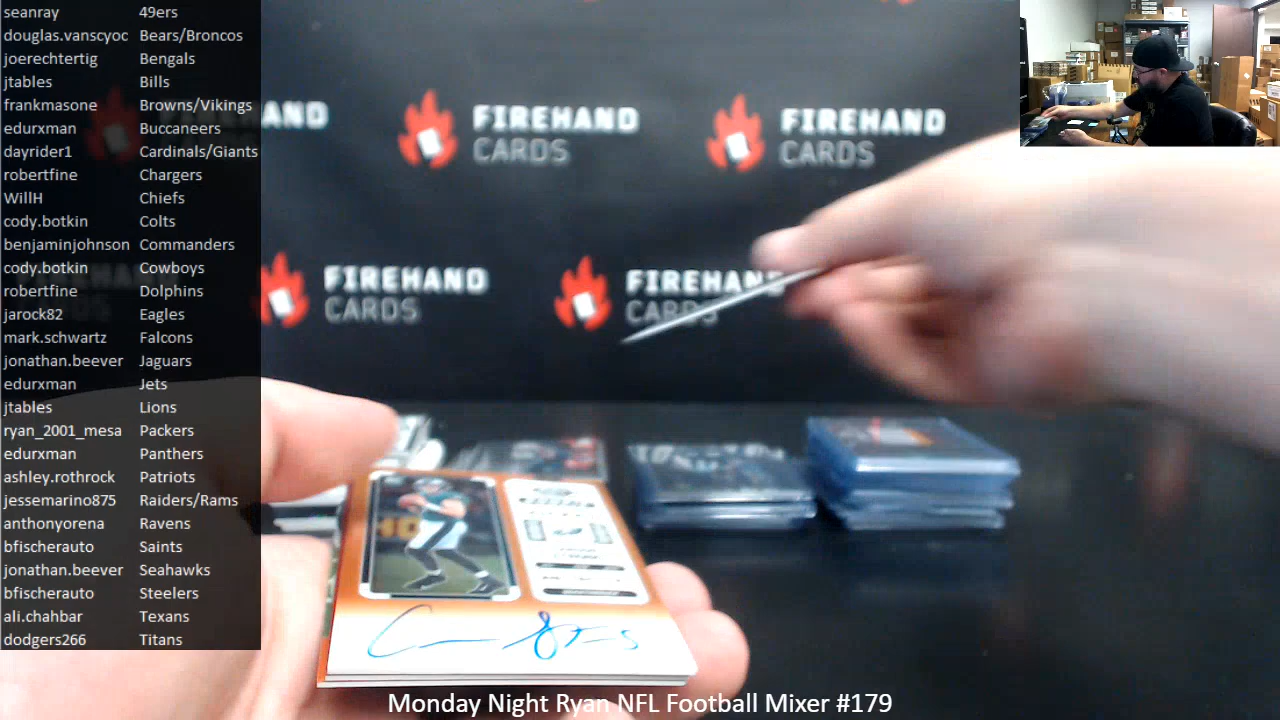 seanray 49ers
douglas.vanscyoc Bears/Broncos
joerechtertig Bengals
jtables Bills
frankmasone Browns/Vikings
edurxman Buccaneers
dayrider1 Cardinals/Giants
robertfine Chargers
WillH Chiefs
cody.botkin Colts
benjaminjohnson Commanders
cody.botkin Cowboys
robertfine Dolphins
jarock82 Eagles
mark.schwartz Falcons
jonathan.beever Jaguars
edurxman Jets
jtables Lions
ryan_2001_mesa Packers
edurxman Panthers
ashley.rothrock Patriots
jessemarino875 Raiders/Rams
anthonyorena Ravens
bfischerauto Saints
jonathan.beever Seahawks
bfischerauto Steelers
ali.chahbar Texans
dodgers266 Titans
HAND
FIREHAND
CARDS
FIREHAND
CARDS
FIREHAND
CARDS
FIREHAND
CARDS
Monday Night Ryan NFL Football Mixer #179